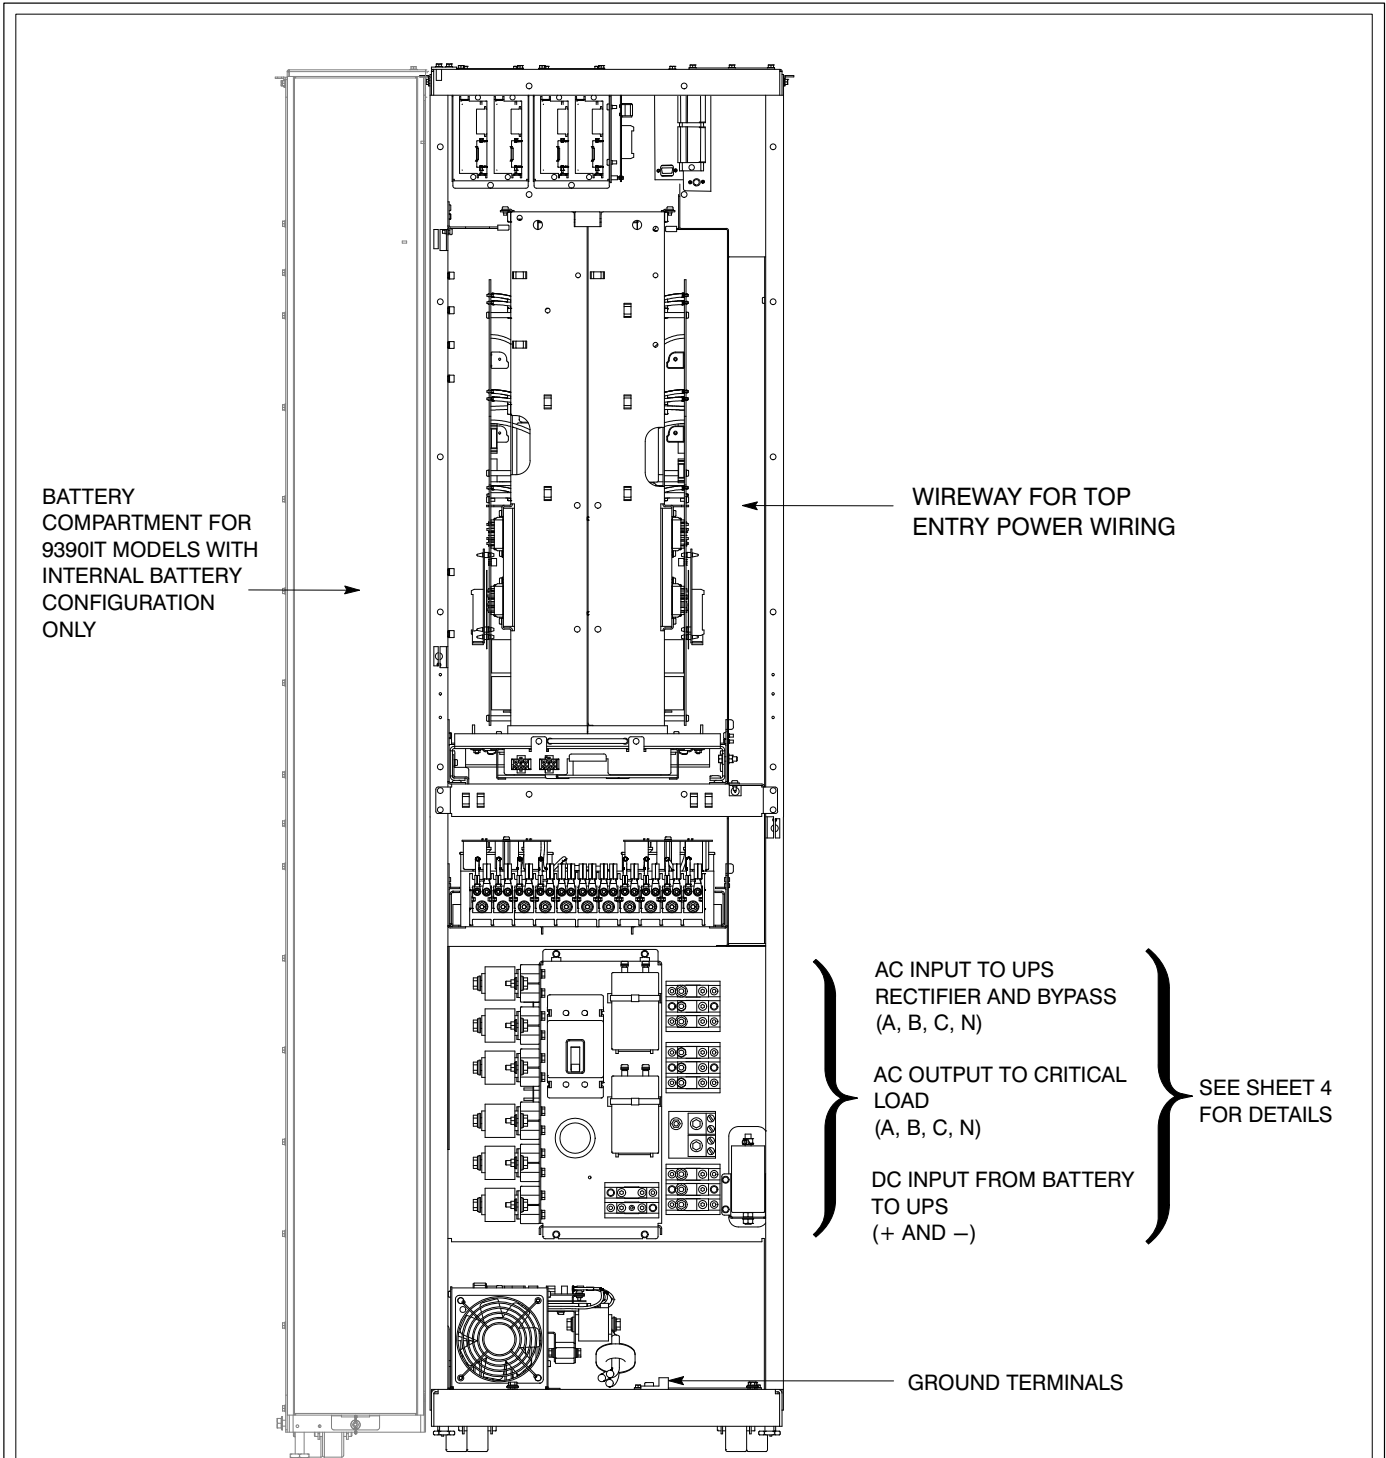 BATTERY
COMPARTMENT FOR
9390IT MODELS WITH
INTERNAL BATTERY
CONFIGURATION
ONLY
WIREWAY FOR TOP
ENTRY POWER WIRING
AC INPUT TO UPS
RECTIFIER AND BYPASS
(A, B, C, N)
AC OUTPUT TO CRITICAL
LOAD
(A, B, C, N)
DC INPUT FROM BATTERY
TO UPS
(+ AND −)
SEE SHEET 4
FOR DETAILS
GROUND TERMINALS